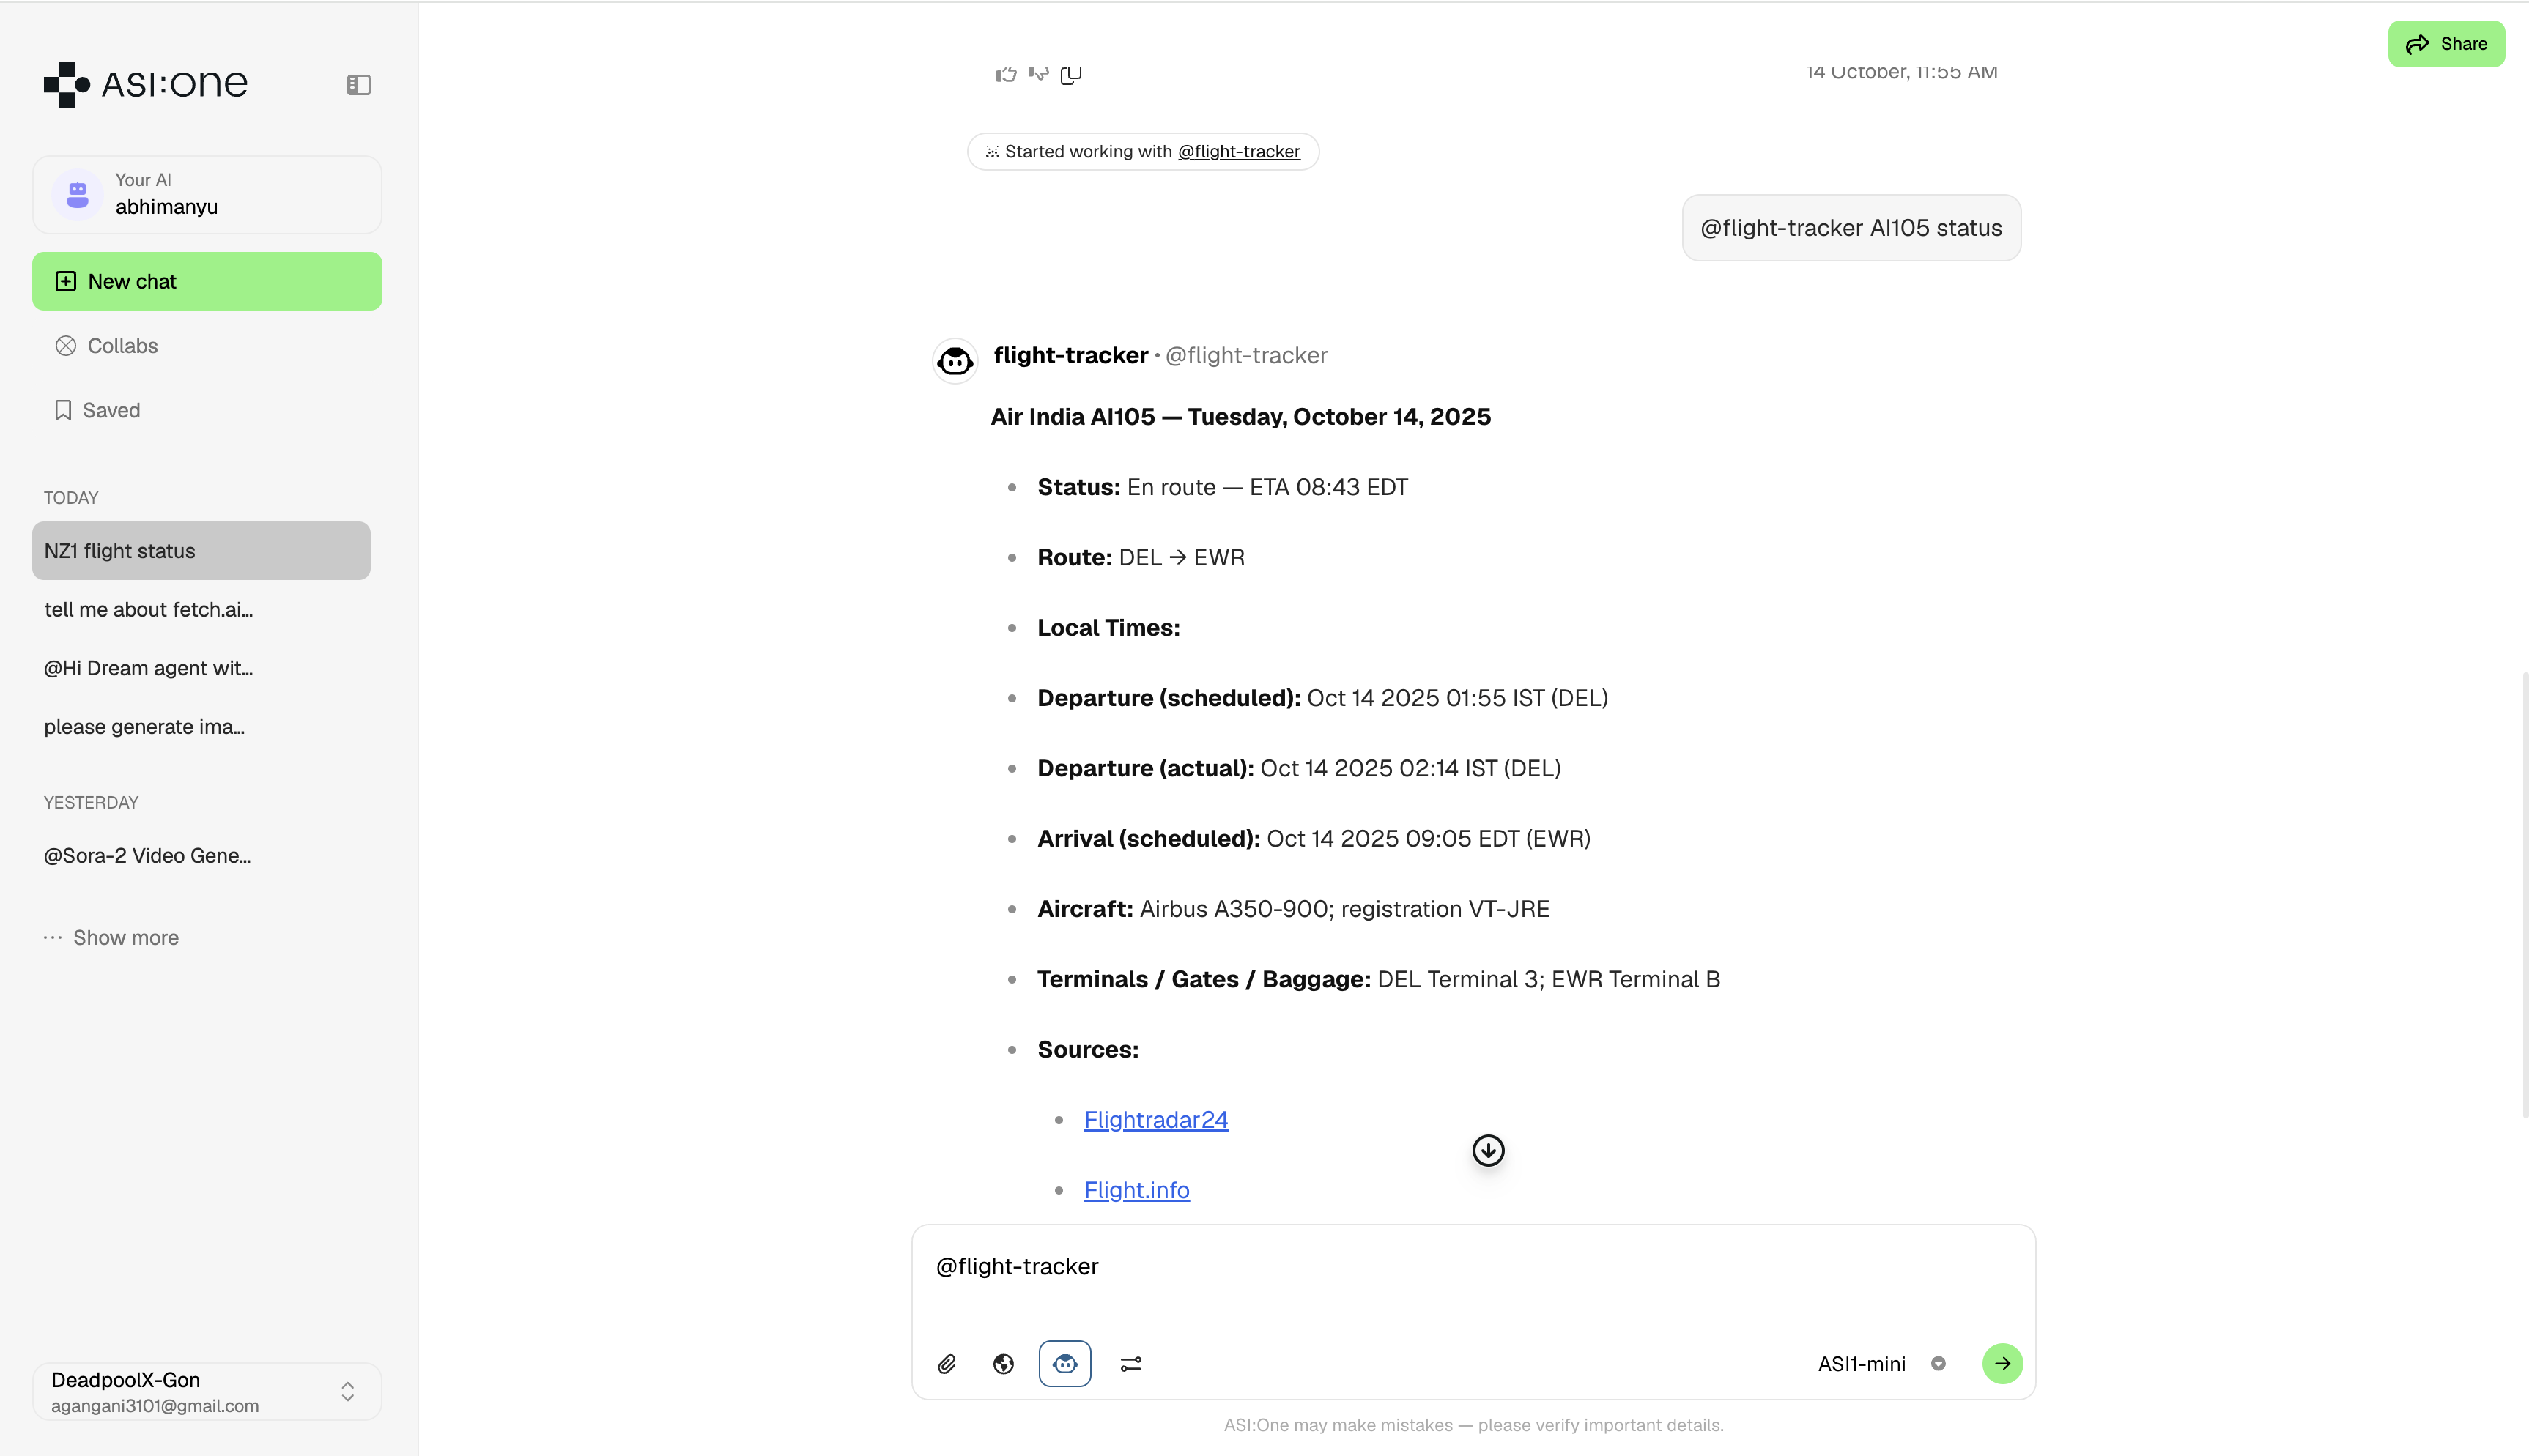 ASI:one
Your AI
abhimanyu
New chat
Collabs
Saved
TODAY
NZ1 flight status
tell me about fetch.ai...
@Hi Dream agent wit...
please generate ima...
YESTERDAY
@Sora-2 Video Gene...
Show more
DeadpoolX-Gon
agangani3101@gmail.com
Share
14 October, 11:55 AM
Started working with @flight-tracker
@flight-tracker AI105 status
flight-tracker • @flight-tracker
Air India AI105 — Tuesday, October 14, 2025
Status: En route — ETA 08:43 EDT
Route: DEL → EWR
Local Times:
Departure (scheduled): Oct 14 2025 01:55 IST (DEL)
Departure (actual): Oct 14 2025 02:14 IST (DEL)
Arrival (scheduled): Oct 14 2025 09:05 EDT (EWR)
Aircraft: Airbus A350-900; registration VT-JRE
Terminals / Gates / Baggage: DEL Terminal 3; EWR Terminal B
Sources:
Flightradar24
Flight.info
@flight-tracker
ASI1-mini
ASI:One may make mistakes — please verify important details.